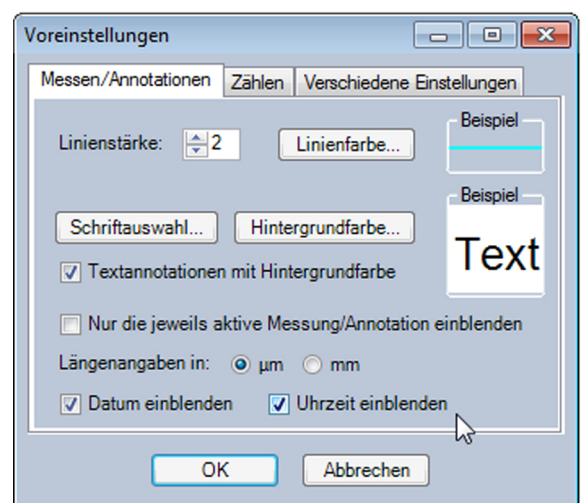 Voreinstellungen
Messen/Annotationen Zählen Verschiedene Einstellungen
Beispiel
Linienstärke: 2 Linienfarbe...
Beispiel
Schriftauswahl... Hintergrundfarbe...
Text
Textannotationen mit Hintergrundfarbe
Nur die jeweils aktive Messung/Annotation einblenden
Längenangaben in: µm mm
Datum einblenden Uhrzeit einblenden
OK Abbrechen